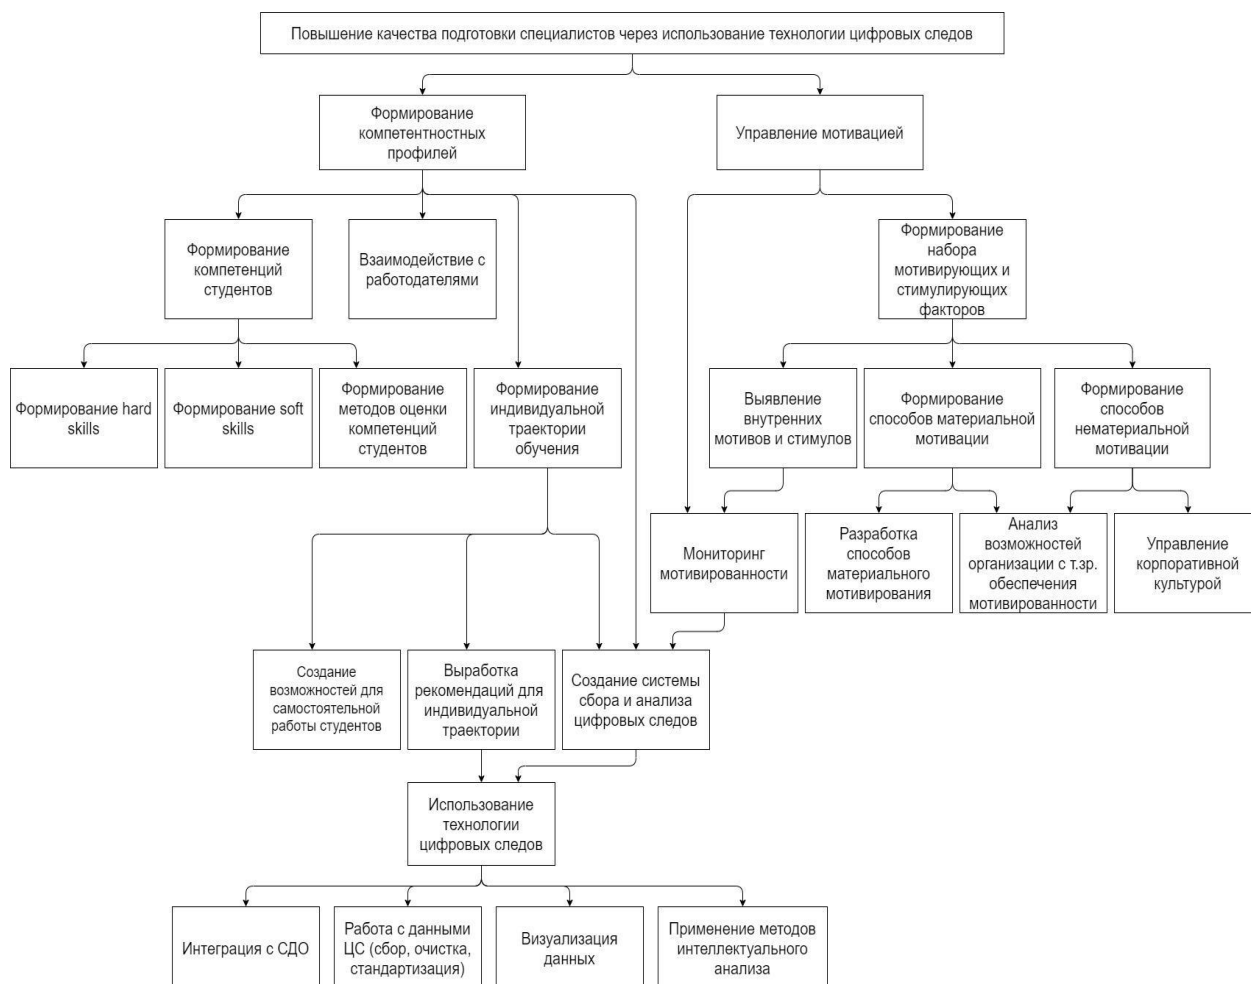 Повышение качества подготовки специалистов через использование технологии цифровых следов
Формирование
компетентностных
профилей
Управление мотивацией
Формирование
компетенций
студентов
Взаимодействие с
работодателями
Формирование
набора
мотивирующих и
стимулирующих
факторов
Формирование hard
skills
Формирование soft
skills
Формирование
методов оценки
компетенций
студентов
Формирование
индивидуальной
траектории
обучения
Выявление
внутренних
мотивов и стимулов
Формирование
способов материальной
мотивации
Формирование
способов
нематериальной
мотивации
Мониторинг
мотивированности
Разработка
способов
материального
мотивирования
Анализ
возможностей
организации с т.зр.
обеспечения
мотивированности
Управление
корпоративной
культурой
Создание
возможностей для
самостоятельной
работы студентов
Выработка
рекомендаций для
индивидуальной
траектории
Создание системы
сбора и анализа
цифровых следов
Использование
технологии
цифровых следов
Интеграция с СДО
Работа с данными
ЦС (сбор, очистка,
стандартизация)
Визуализация
данных
Применение методов
интеллектуального
анализа